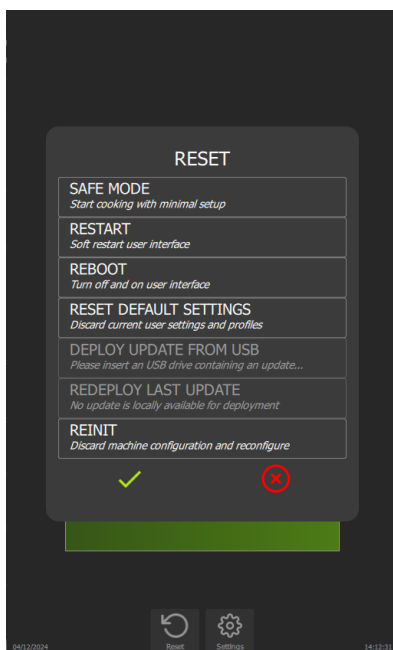 RESET
SAFE MODE
Start cooking with minimal setup
RESTART
Soft restart user interface
REBOOT
Turn off and on user interface
RESET DEFAULT SETTINGS
Discard current user settings and profiles
DEPLOY UPDATE FROM USB
Please insert an USB drive containing an update...
REDEPLOY LAST UPDATE
No update is locally available for deployment
REINIT
Discard machine configuration and reconfigure
Reset Settings
04/12/2024 14:12:31